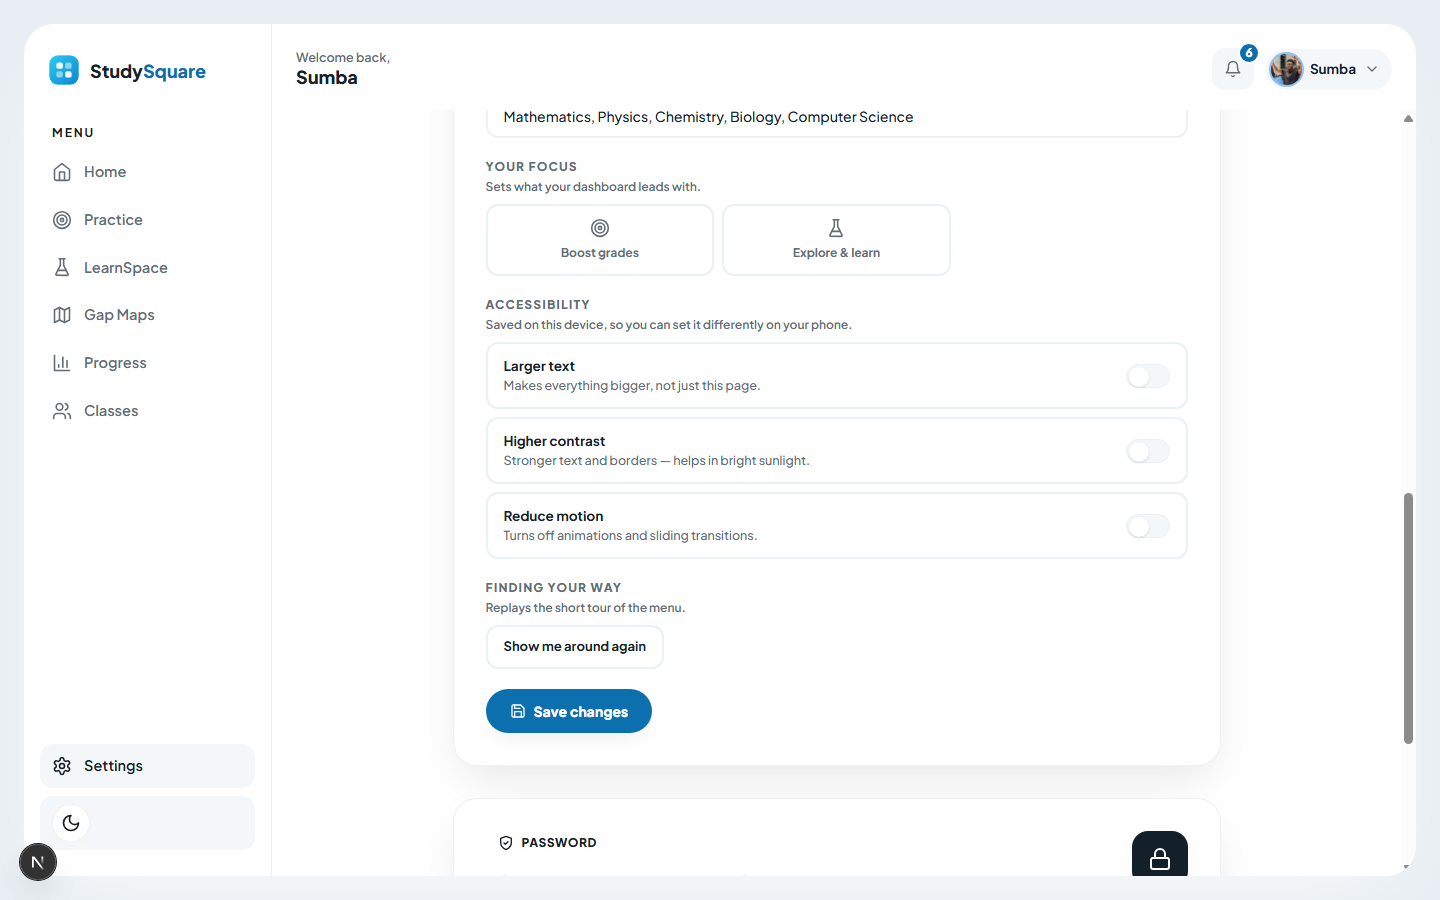 StudySquare
MENU
Home
Practice
LearnSpace
Gap Maps
Progress
Classes
Settings
N
Welcome back,
Sumba
6
Sumba
Mathematics, Physics, Chemistry, Biology, Computer Science
YOUR FOCUS
Sets what your dashboard leads with.
Boost grades
Explore & learn
ACCESSIBILITY
Saved on this device, so you can set it differently on your phone.
Larger text
Makes everything bigger, not just this page.
Higher contrast
Stronger text and borders — helps in bright sunlight.
Reduce motion
Turns off animations and sliding transitions.
FINDING YOUR WAY
Replays the short tour of the menu.
Show me around again
Save changes
PASSWORD